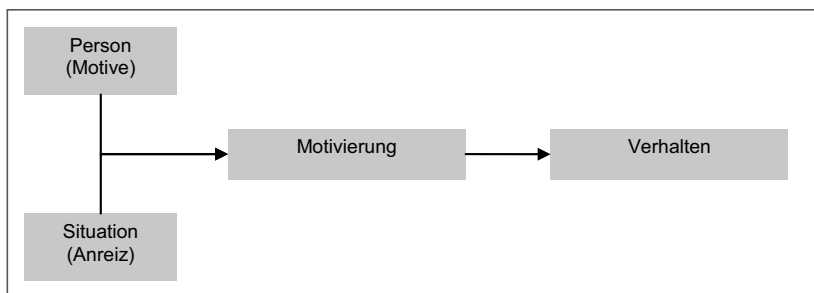 Person
(Motive)
Motivierung
Verhalten
Situation
(Anreiz)